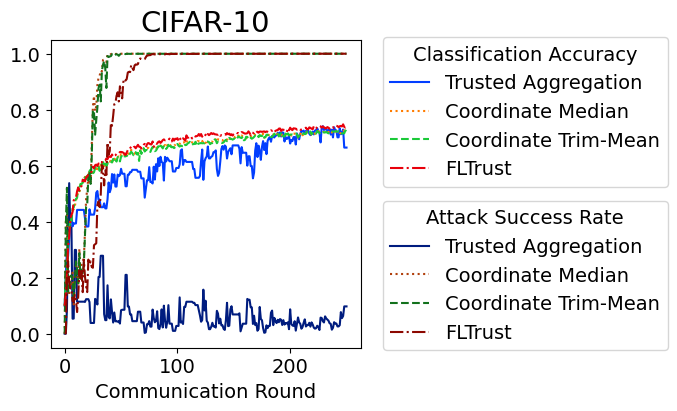 CIFAR-10
1.0
0.8
0.6
0.4
0.2
0.0
0
100
200
Communication Round
Classification Accuracy
Trusted Aggregation
Coordinate Median
Coordinate Trim-Mean
FLTrust
Attack Success Rate
Trusted Aggregation
Coordinate Median
Coordinate Trim-Mean
FLTrust